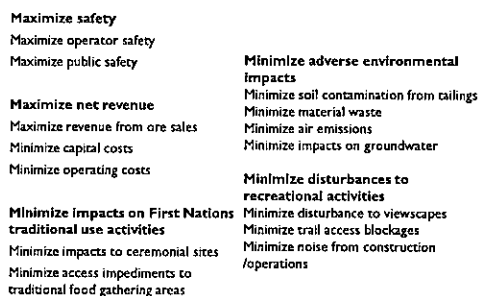 Maximize safety
Maximize operator safety
Maximize public safety
Maximize net revenue
Maximize revenue from ore sales
Minimize capital costs
Minimize operating costs
Minimize impacts on First Nations
traditional use activities
Minimize impacts to ceremonial sites
Minimize access impediments to
traditional food gathering areas
Minimize adverse environmental
impacts
Minimize soil contamination from tailings
Minimize material waste
Minimize air emissions
Minimize impacts on groundwater
Minimize disturbances to
recreational activities
Minimize disturbance to viewscapes
Minimize trail access blockages
Minimize noise from construction
/operations